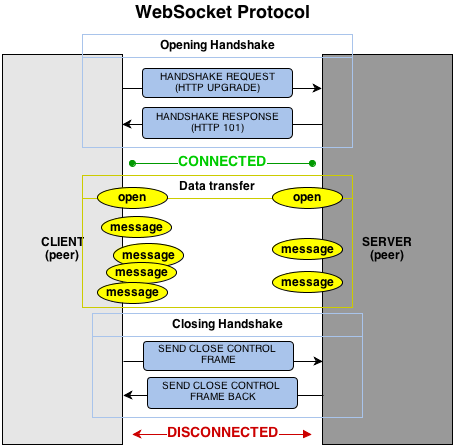 WebSocket Protocol
Opening Handshake
HANDSHAKE REQUEST
(HTTP UPGRADE)
HANDSHAKE RESPONSE
(HTTP 101)
CONNECTED
Data transfer
open
open
message
CLIENT
(peer)
message
message
message
message
message
SERVER
(peer)
Closing Handshake
SEND CLOSE CONTROL
FRAME
SEND CLOSE CONTROL
FRAME BACK
DISCONNECTED